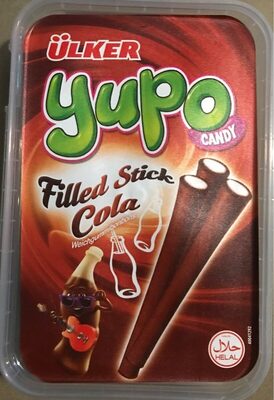 ÜLKER
yupo
CANDY
Filled Stick
Cola
حلال
HELAL